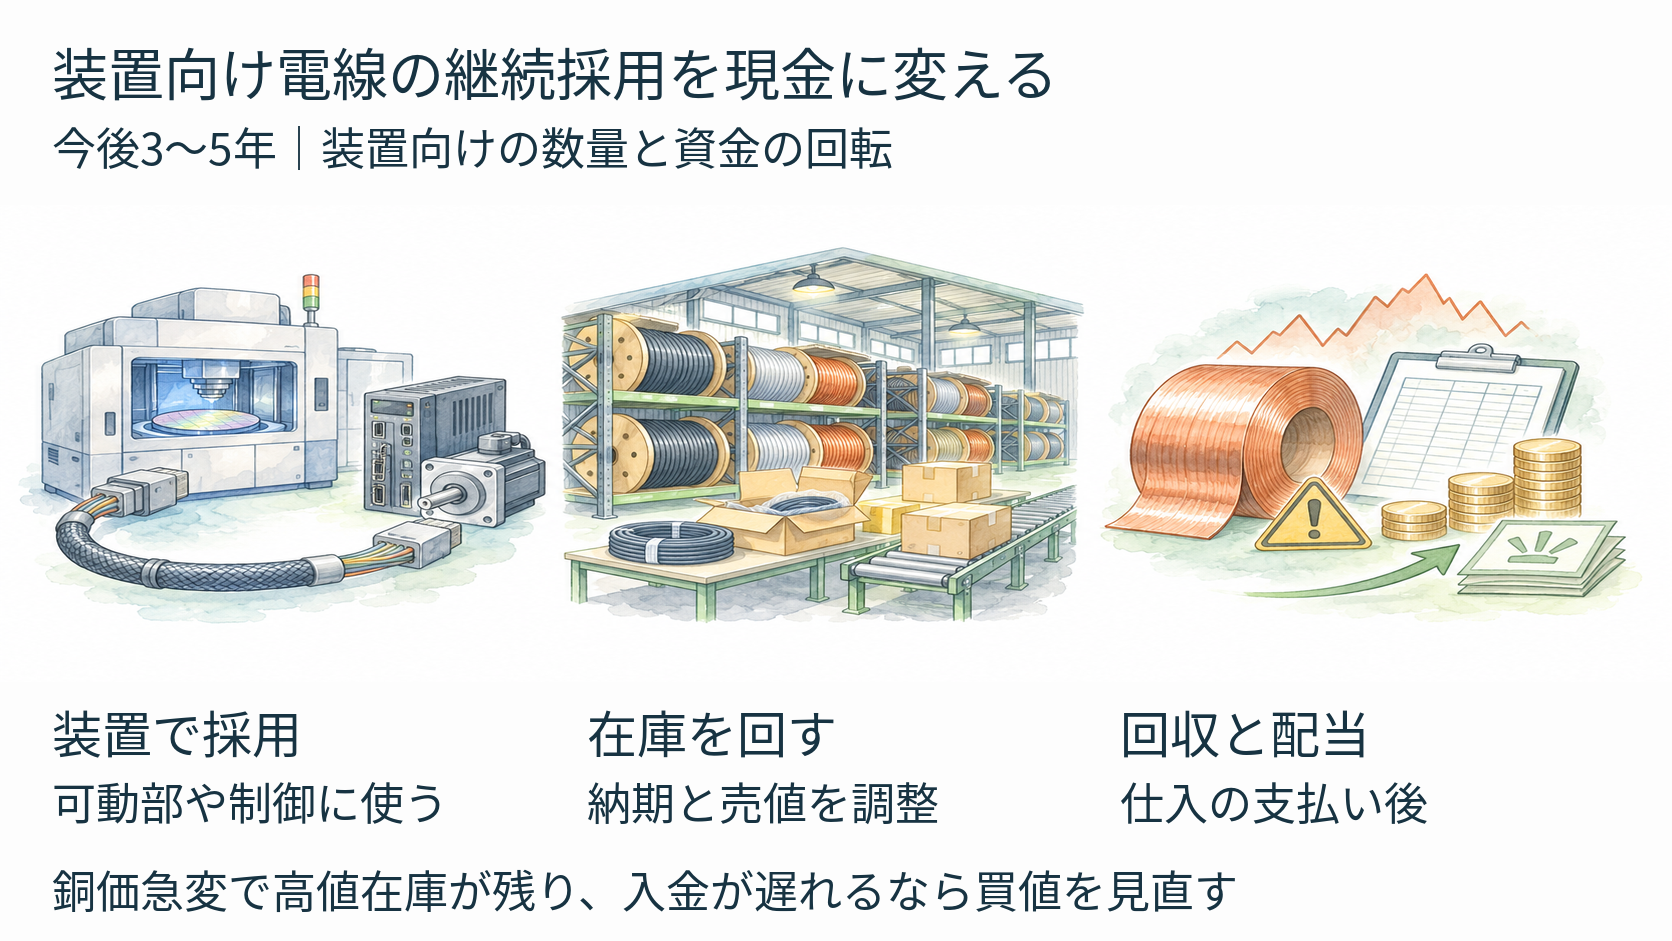 装置向け電線の継続採用を現金に変える
今後3〜5年｜装置向けの数量と資金の回転
装置で採用
可動部や制御に使う
在庫を回す
納期と売値を調整
回収と配当
仕入の支払い後
銅価急変で高値在庫が残り、入金が遅れるなら買値を見直す